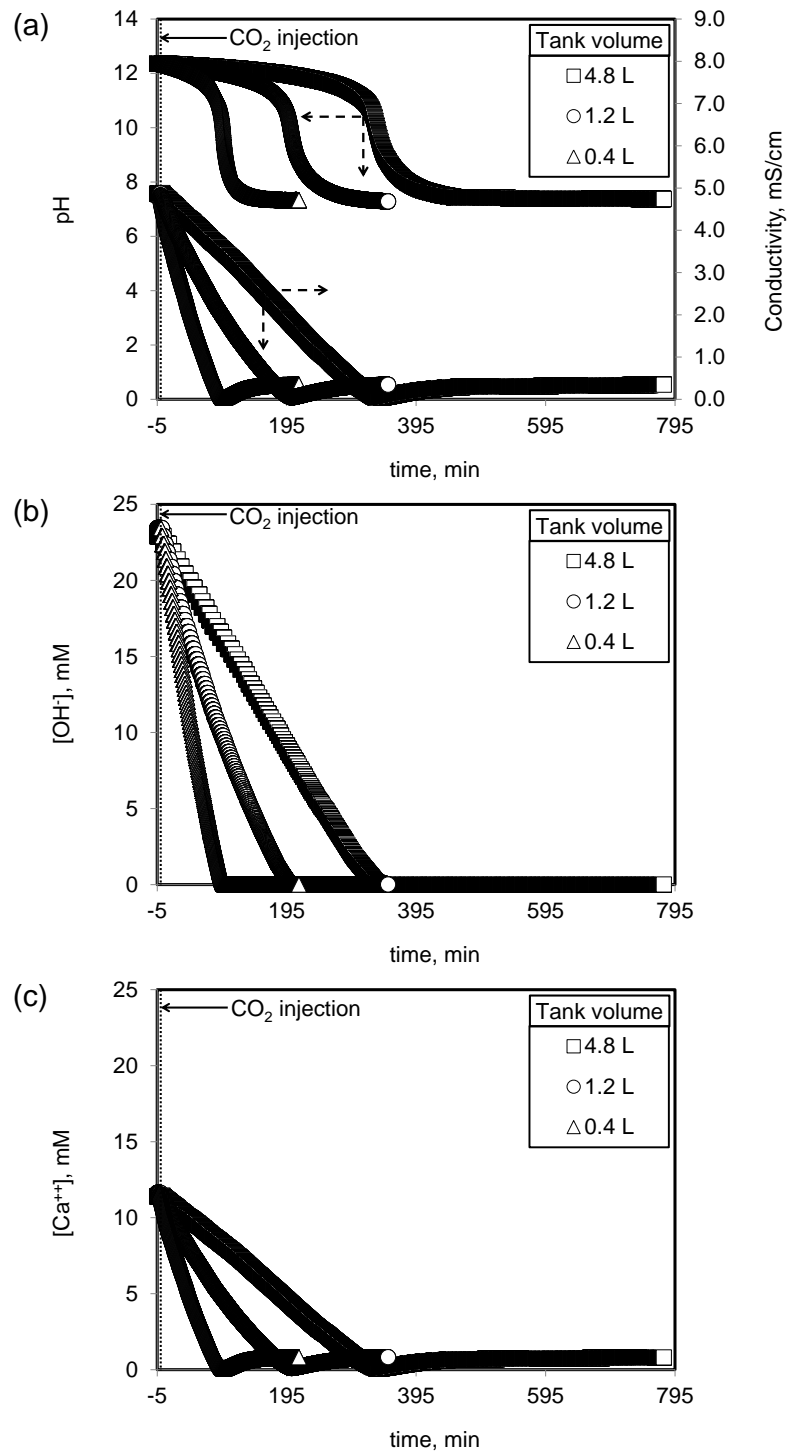 (a)
14
12
10
8
6
4
2
0
pH
9.0
8.0
7.0
6.0
5.0
4.0
3.0
2.0
1.0
0.0
Conductivity, mS/cm
CO₂ injection
Tank volume
4.8 L
1.2 L
0.4 L
-5 195 395 595 795
time, min
(b)
25
20
15
10
5
0
[OH⁻], mM
CO₂ injection
Tank volume
4.8 L
1.2 L
0.4 L
-5 195 395 595 795
time, min
(c)
25
20
15
10
5
0
[Ca⁺⁺], mM
CO₂ injection
Tank volume
4.8 L
1.2 L
0.4 L
-5 195 395 595 795
time, min